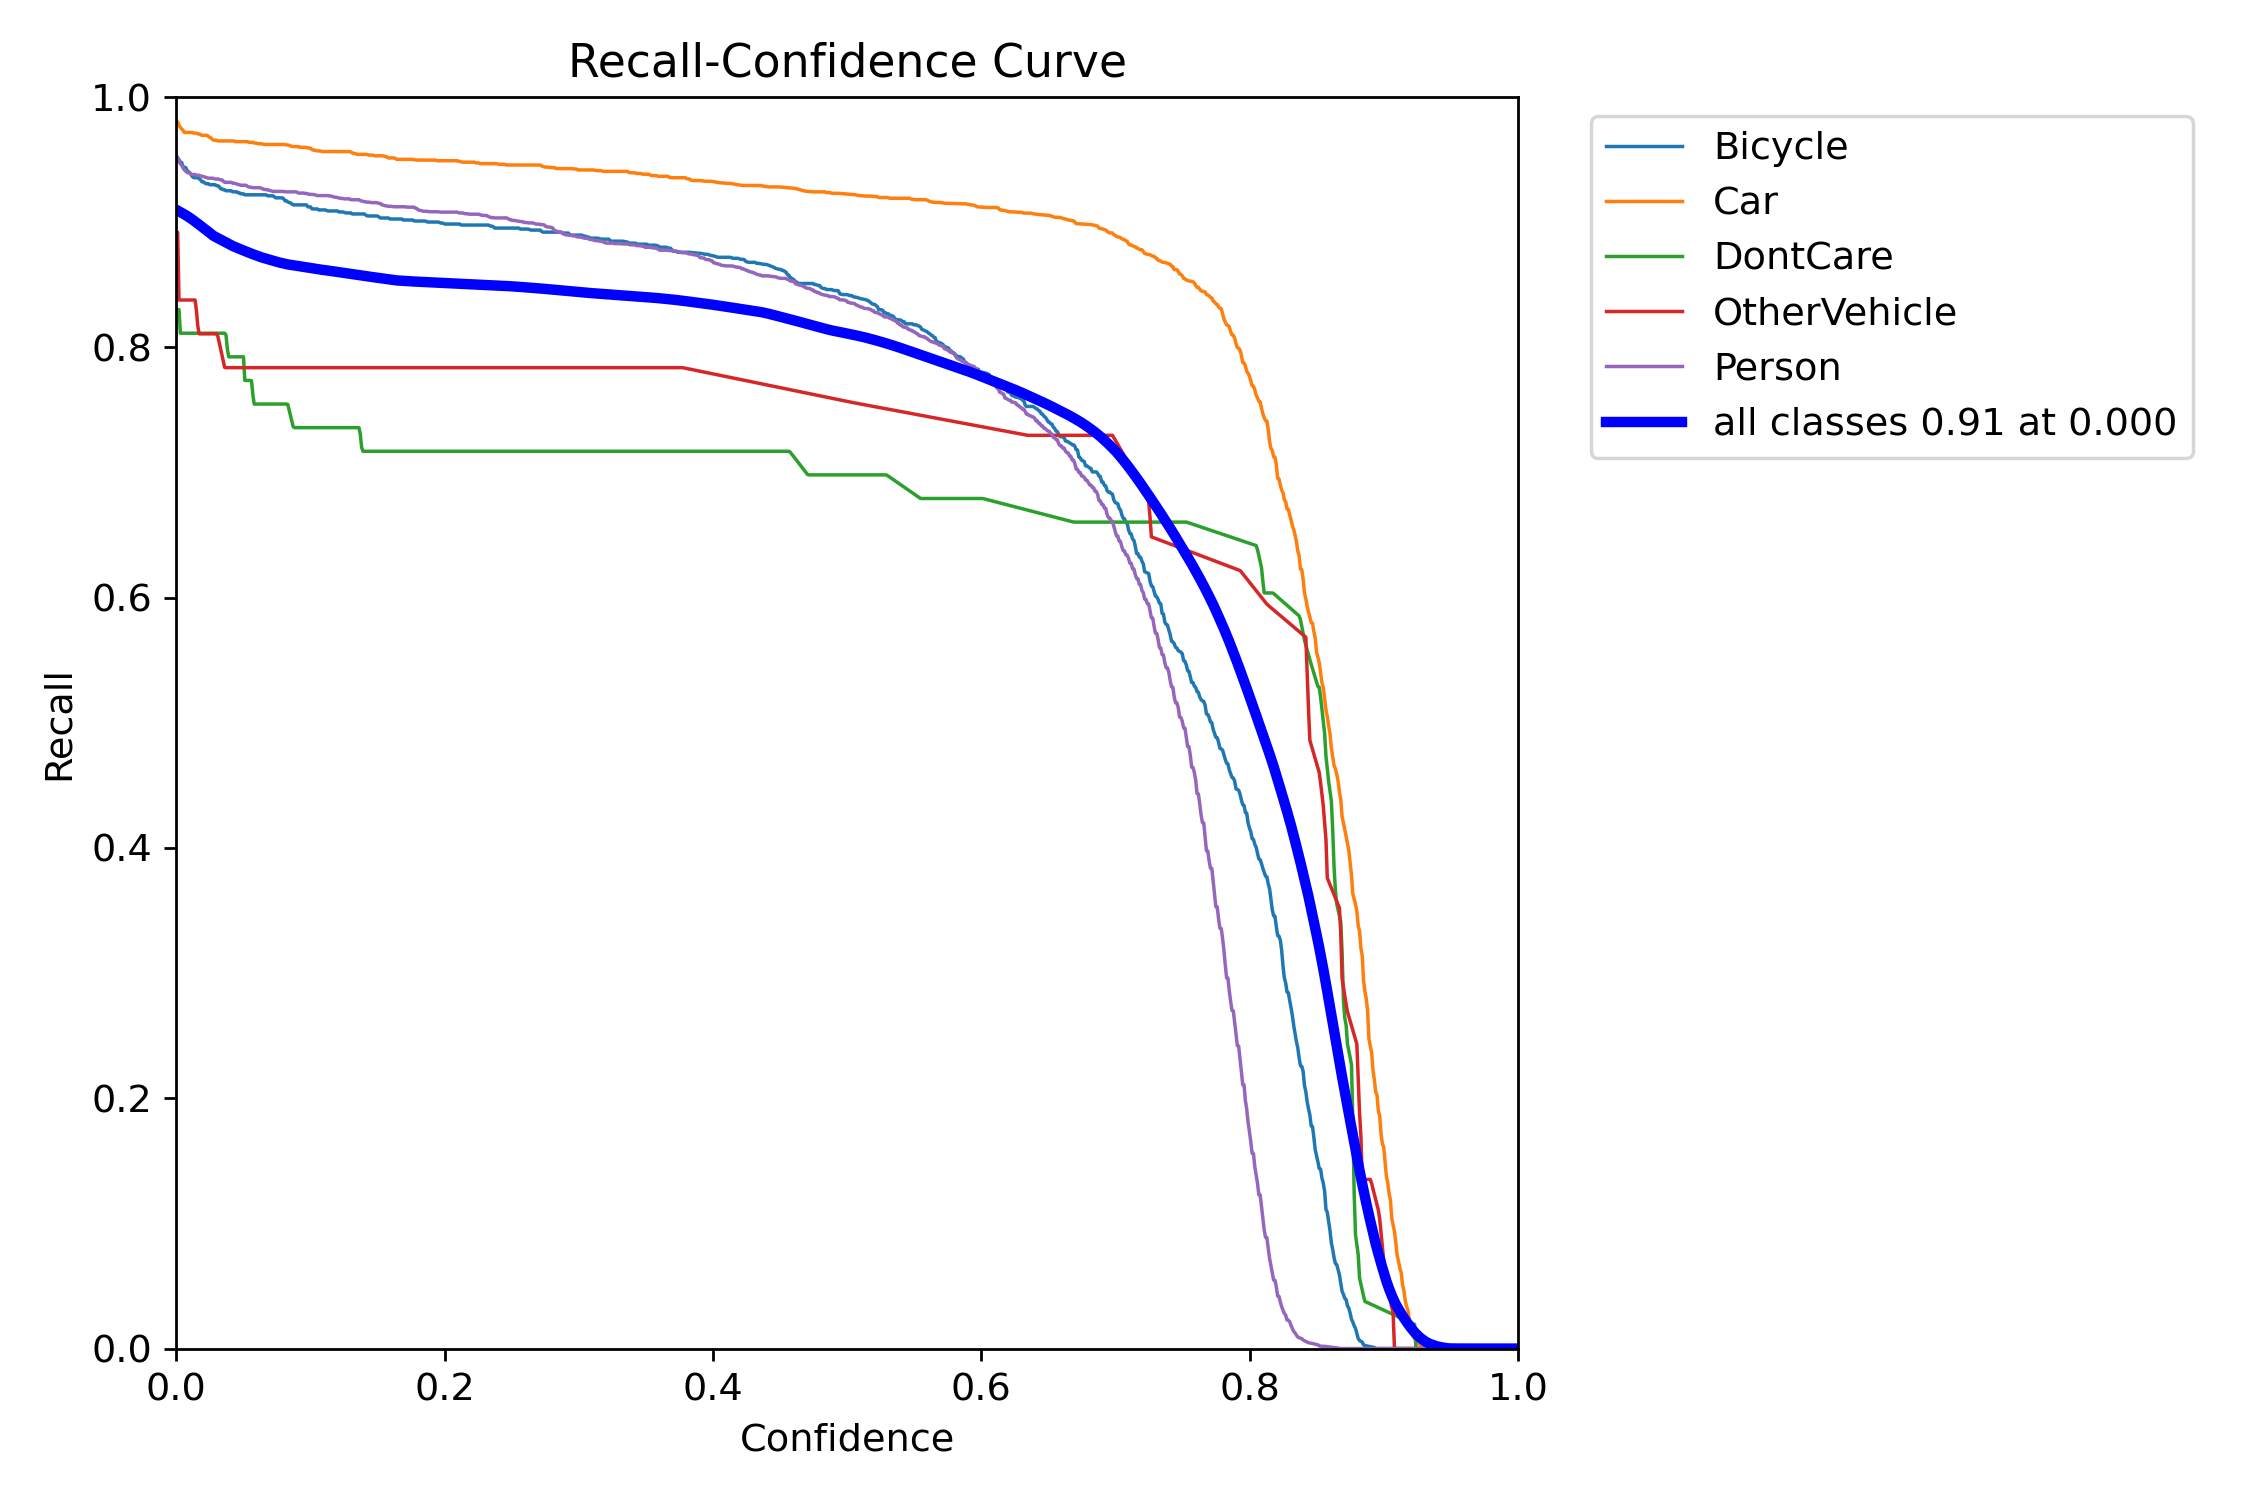 Recall-Confidence Curve
1.0
0.8
0.6
0.4
0.2
0.0
Recall
0.0 0.2 0.4 0.6 0.8 1.0
Confidence
Bicycle
Car
DontCare
OtherVehicle
Person
all classes 0.91 at 0.000